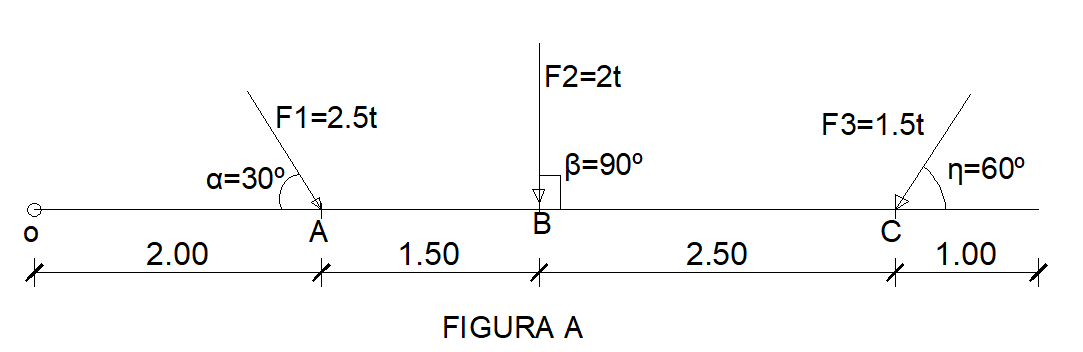 F2=2t
F1=2.5t
F3=1.5t
α=30º
β=90º
η=60º
o
A
B
C
2.00
1.50
2.50
1.00
FIGURA A